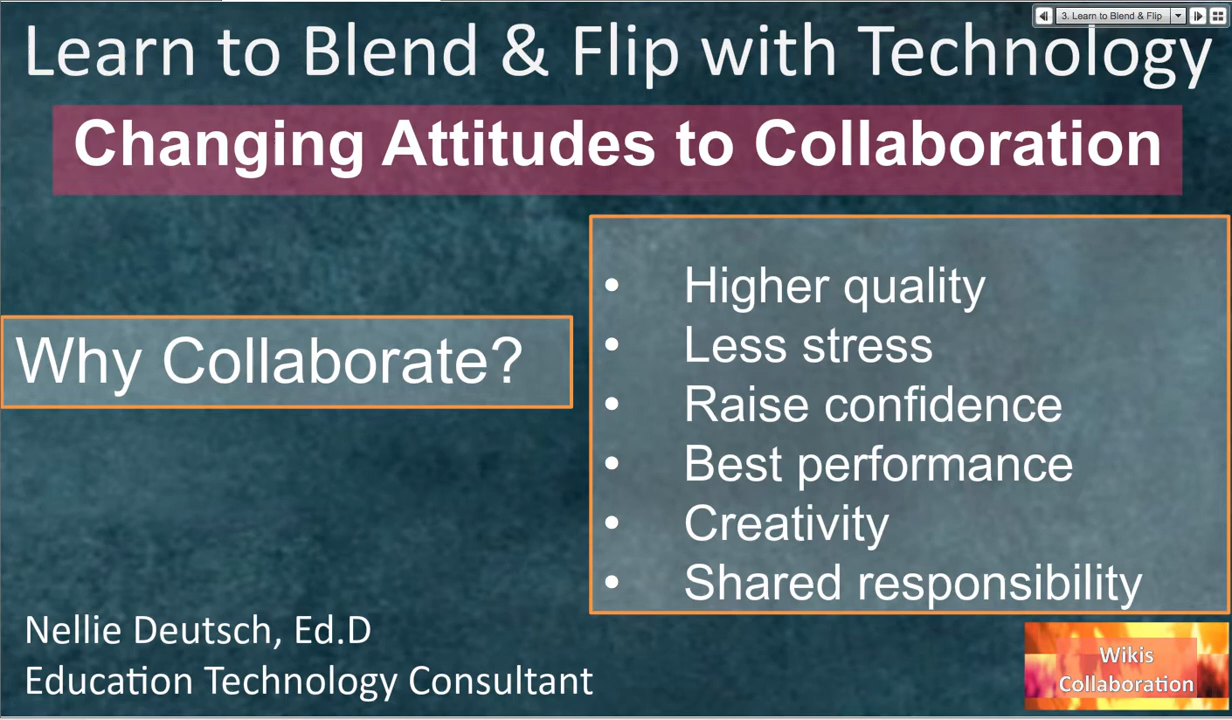 3. Learn to Blend & Flip
Learn to Blend & Flip with Technology
Changing Attitudes to Collaboration
Why Collaborate?
• Higher quality
• Less stress
• Raise confidence
• Best performance
• Creativity
• Shared responsibility
Nellie Deutsch, Ed.D
Education Technology Consultant
Wikis
Collaboration